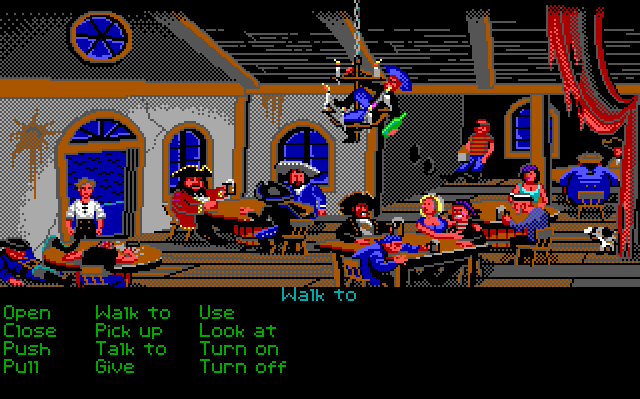 Walk to
Open Walk to Use
Close Pick up Look at
Push Talk to Turn on
Pull Give Turn off